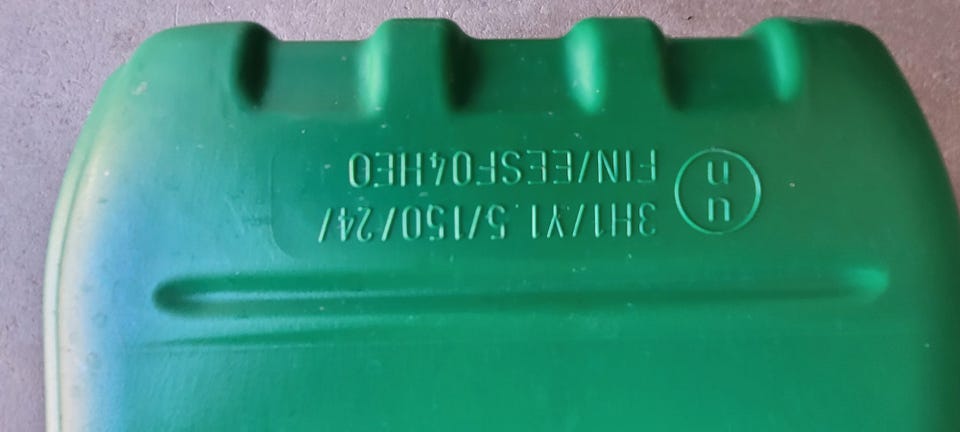 u
n
3H1/Y1.5/150/24/
FIN/EESF04HEO